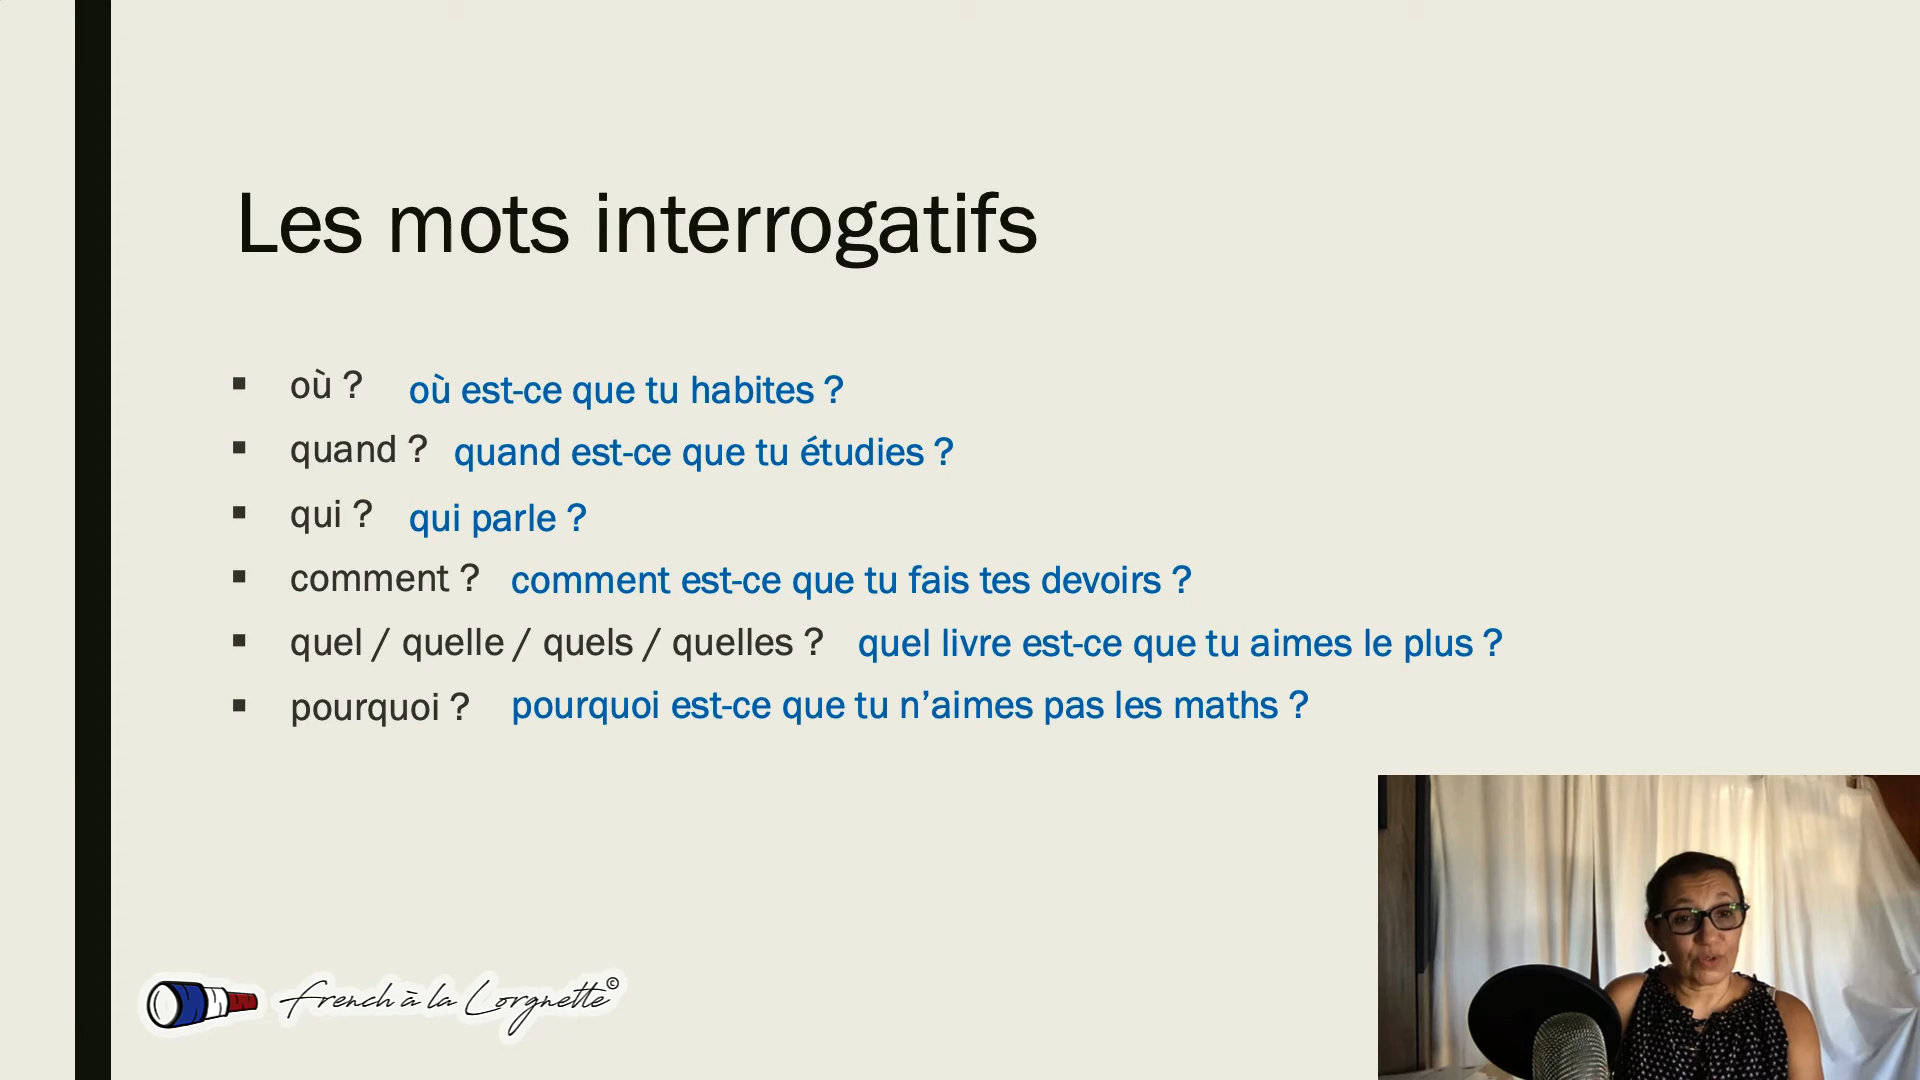 Les mots interrogatifs
▪ où ? où est-ce que tu habites ?
▪ quand ? quand est-ce que tu étudies ?
▪ qui ? qui parle ?
▪ comment ? comment est-ce que tu fais tes devoirs ?
▪ quel / quelle / quels / quelles ? quel livre est-ce que tu aimes le plus ?
▪ pourquoi ? pourquoi est-ce que tu n’aimes pas les maths ?
French à la Lorgnette©